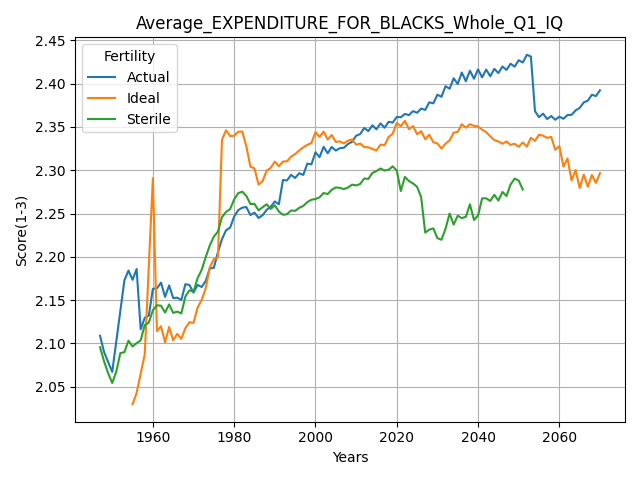 Average_EXPENDITURE_FOR_BLACKS_Whole_Q1_IQ
Fertility
Actual
Ideal
Sterile
Score(1-3)
2.45
2.40
2.35
2.30
2.25
2.20
2.15
2.10
2.05
1960 1980 2000 2020 2040 2060
Years